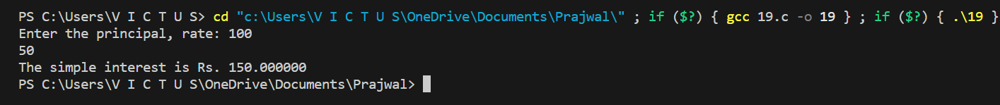 PS C:\Users\V I C T U S> cd "c:\Users\V I C T U S\OneDrive\Documents\Prajwal\" ; if ($?) { gcc 19.c -o 19 } ; if ($?) { .\19 }
Enter the principal, rate: 100
50
The simple interest is Rs. 150.000000
PS C:\Users\V I C T U S\OneDrive\Documents\Prajwal>